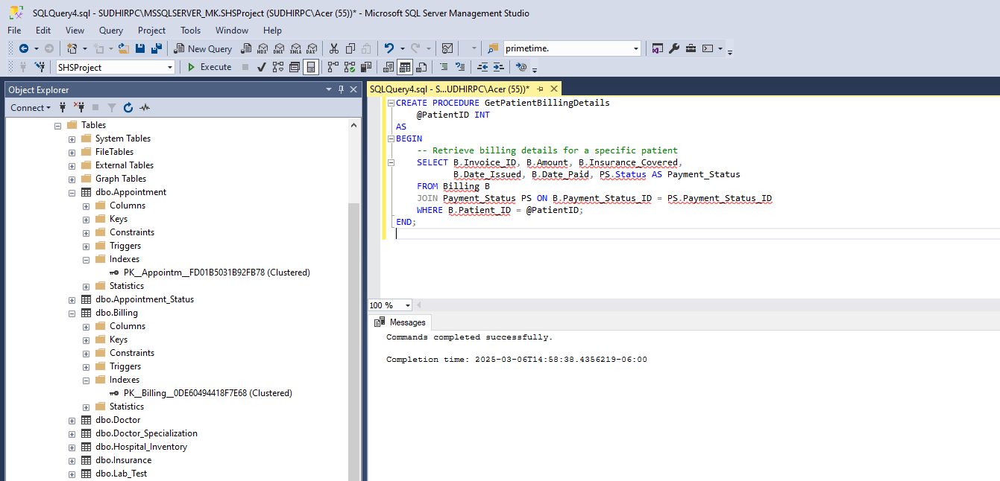 SQLQuery4.sql - SUDHIRPC\MSSQLSERVER_MK.SHSProject (SUDHIRPC\Acer (55))* - Microsoft SQL Server Management Studio
File Edit View Query Project Tools Window Help
New Query MDX DMX XMLA DAX primetime.
SHSProject Execute
Object Explorer
Connect
Tables
System Tables
FileTables
External Tables
Graph Tables
dbo.Appointment
Columns
Keys
Constraints
Triggers
Indexes
PK__Appointm__FD01B5031B92FB78 (Clustered)
Statistics
dbo.Appointment_Status
dbo.Billing
Columns
Keys
Constraints
Triggers
Indexes
PK__Billing__0DE60494418F7E68 (Clustered)
Statistics
dbo.Doctor
dbo.Doctor_Specialization
dbo.Hospital_Inventory
dbo.Insurance
dbo.Lab_Test
SQLQuery4.sql - S...UDHIRPC\Acer (55))*
CREATE PROCEDURE GetPatientBillingDetails
@PatientID INT
AS
BEGIN
-- Retrieve billing details for a specific patient
SELECT B.Invoice_ID, B.Amount, B.Insurance_Covered,
B.Date_Issued, B.Date_Paid, PS.Status AS Payment_Status
FROM Billing B
JOIN Payment_Status PS ON B.Payment_Status_ID = PS.Payment_Status_ID
WHERE B.Patient_ID = @PatientID;
END;
100 %
Messages
Commands completed successfully.
Completion time: 2025-03-06T14:58:38.4356219-06:00